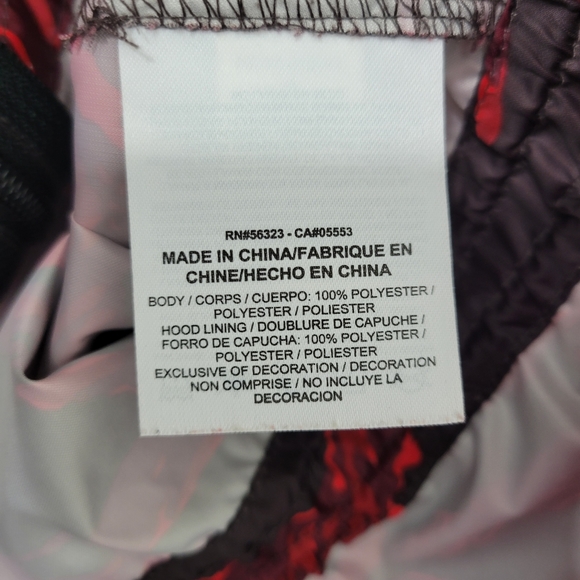 RN#56323 - CA#05553
MADE IN CHINA/FABRIQUE EN
CHINE/HECHO EN CHINA
BODY / CORPS / CUERPO: 100% POLYESTER /
POLYESTER / POLIESTER
HOOD LINING / DOUBLURE DE CAPUCHE /
FORRO DE CAPUCHA: 100% POLYESTER /
POLYESTER / POLIESTER
EXCLUSIVE OF DECORATION / DECORATION
NON COMPRISE / NO INCLUYE LA
DECORACION